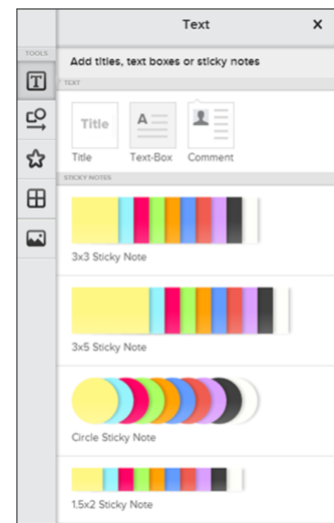 Text X
TOOLS
Add titles, text boxes or sticky notes
TEXT
T
Title
A
Title Text-Box Comment
STICKY NOTES
3x3 Sticky Note
3x5 Sticky Note
Circle Sticky Note
1.5x2 Sticky Note